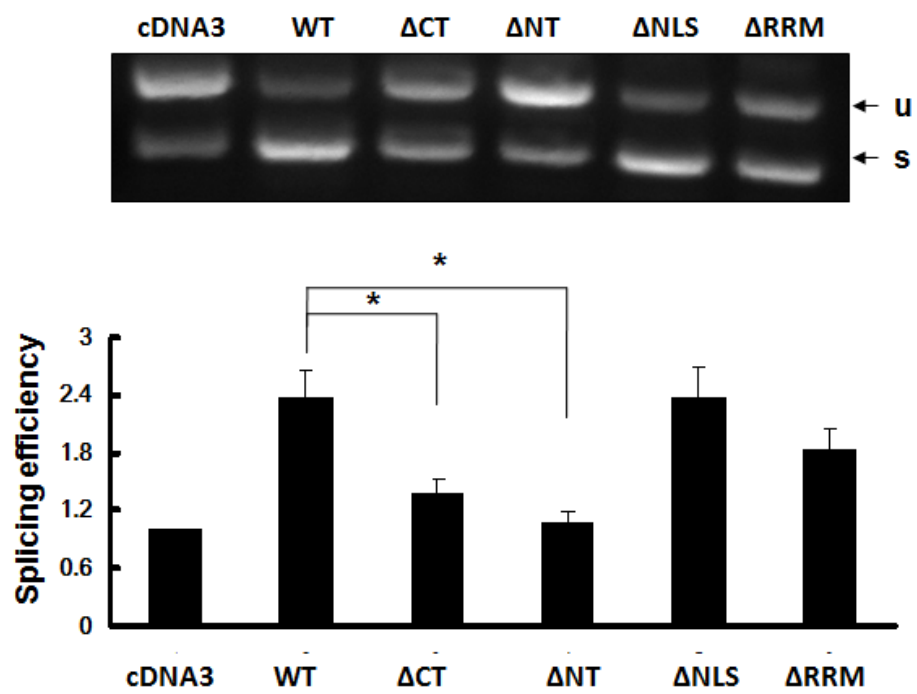 cDNA3 WT ΔCT ΔNT ΔNLS ΔRRM
← u
← s
*
*
Splicing efficiency
3
2.4
1.8
1.2
0.6
0
cDNA3 WT ΔCT ΔNT ΔNLS ΔRRM